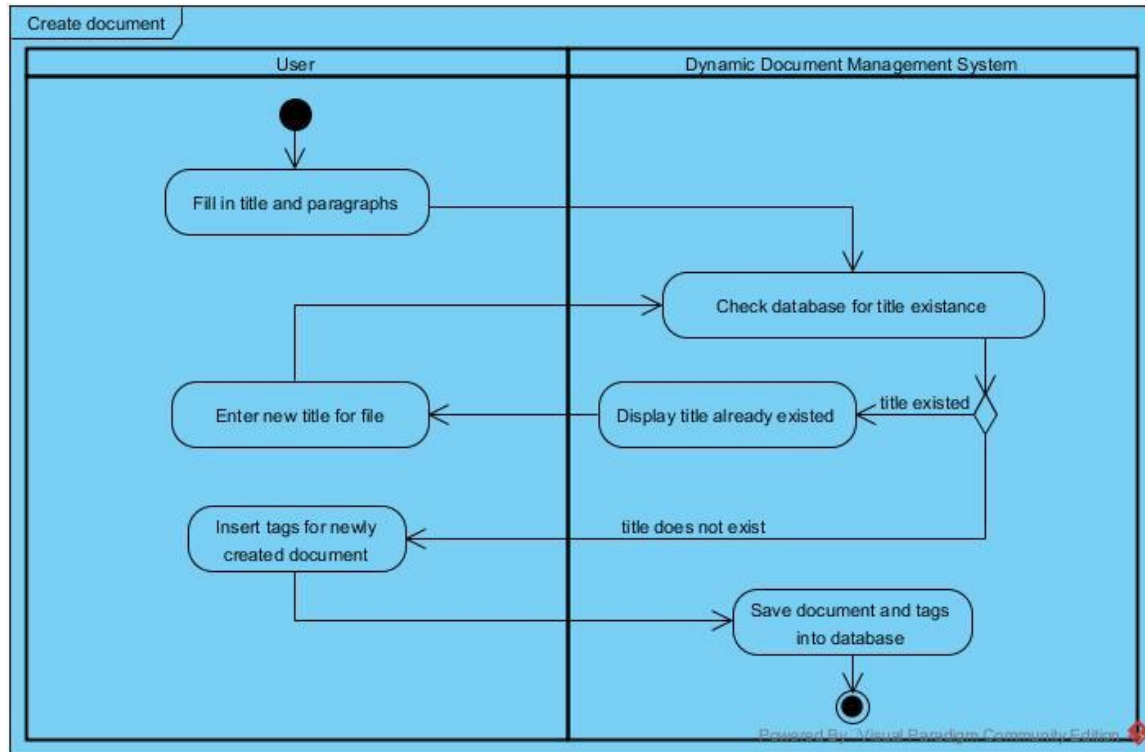 Create document
User
Dynamic Document Management System
Fill in title and paragraphs
Check database for title existance
Enter new title for file
Display title already existed
title existed
Insert tags for newly
created document
title does not exist
Save document and tags
into database
Powered By Visual Paradigm Community Edition